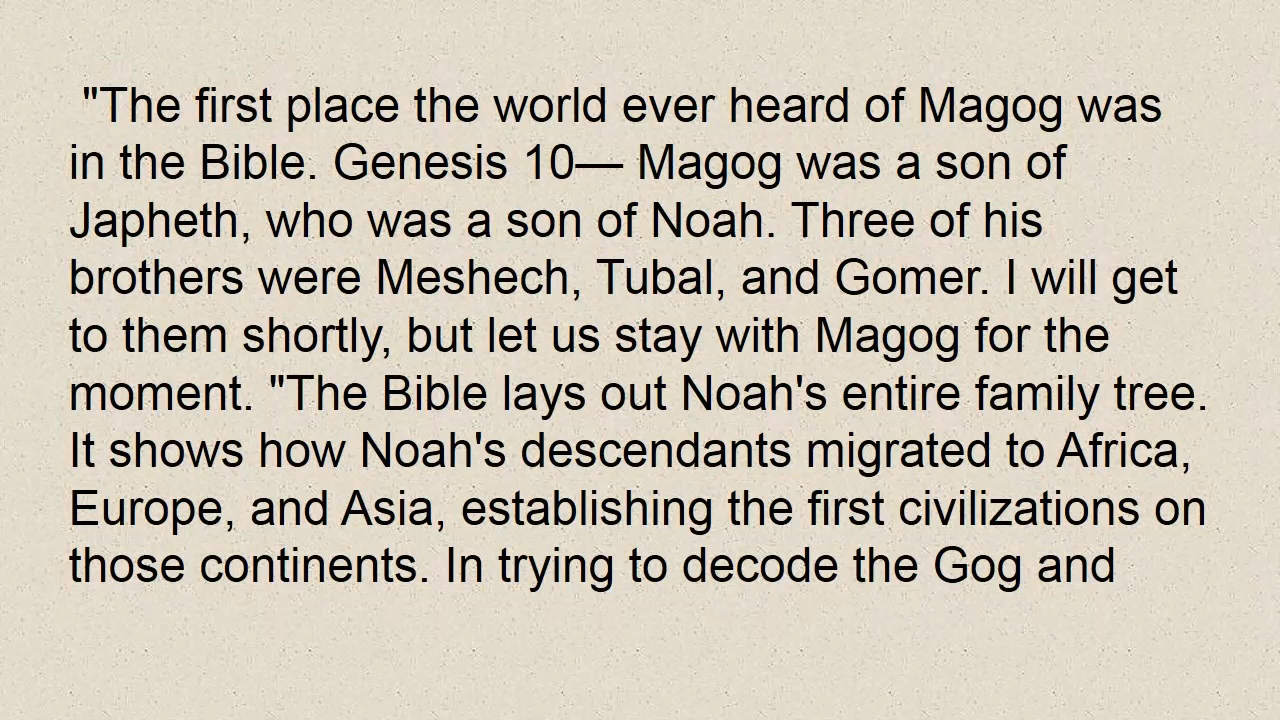 "The first place the world ever heard of Magog was
in the Bible. Genesis 10— Magog was a son of
Japheth, who was a son of Noah. Three of his
brothers were Meshech, Tubal, and Gomer. I will get
to them shortly, but let us stay with Magog for the
moment. "The Bible lays out Noah's entire family tree.
It shows how Noah's descendants migrated to Africa,
Europe, and Asia, establishing the first civilizations on
those continents. In trying to decode the Gog and